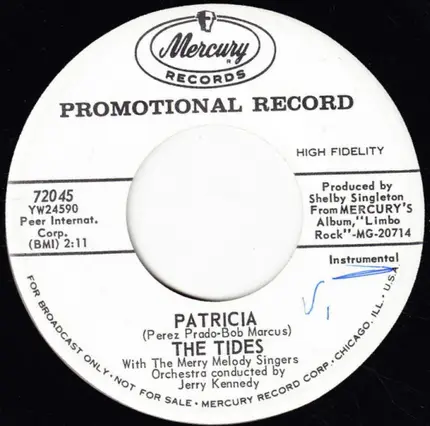 Mercury
®
RECORDS
PROMOTIONAL RECORD
HIGH FIDELITY
72045
YW24590
Peer Internat.
Corp.
(BMI) 2:11
Produced by
Shelby Singleton
From MERCURY'S
Album, "Limbo
Rock"-MG-20714
Instrumental
PATRICIA
(Perez Prado-Bob Marcus)
THE TIDES
With The Merry Melody Singers
Orchestra conducted by
Jerry Kennedy
FOR BROADCAST ONLY • NOT FOR SALE • MERCURY RECORD CORP. • CHICAGO, ILL. • U.S.A.